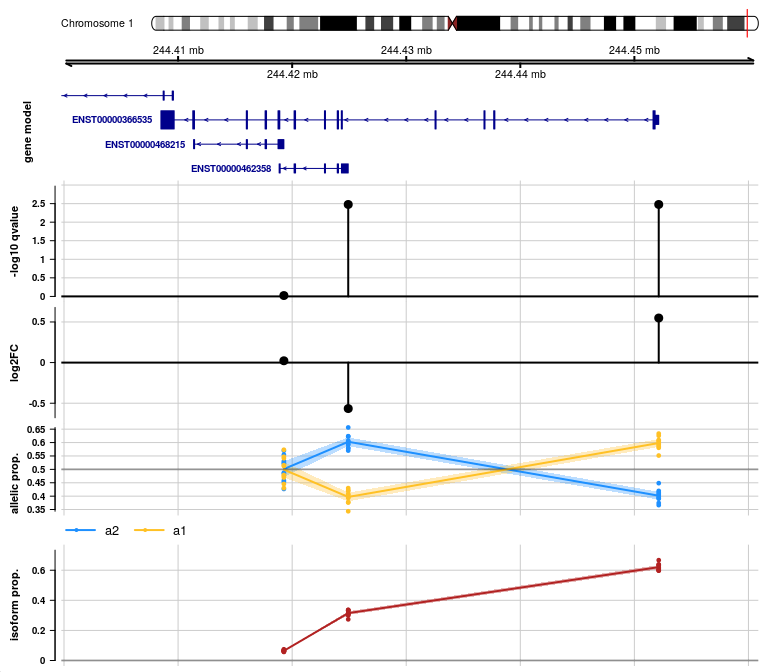 Chromosome 1
244.41 mb 244.43 mb 244.45 mb
244.42 mb 244.44 mb
gene model
ENST00000366535
ENST00000468215
ENST00000462358
-log10 qvalue
2.5
2
1.5
1
0.5
0
log2FC
0.5
0
-0.5
allelic prop.
0.65
0.6
0.55
0.5
0.45
0.4
0.35
a2 a1
isoform prop.
0.6
0.4
0.2
0